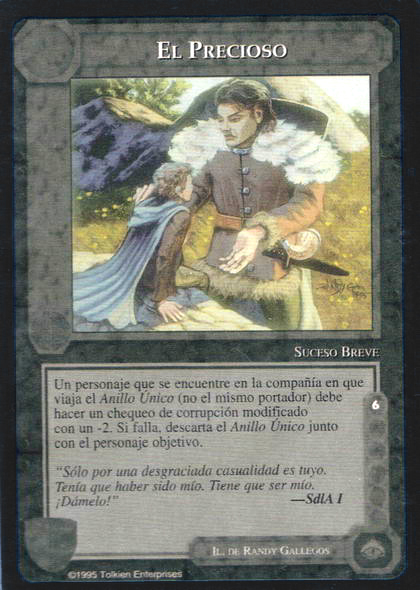 El Precioso
Suceso Breve
Un personaje que se encuentre en la compañía en que
viaja el Anillo Único (no el mismo portador) debe
hacer un chequeo de corrupción modificado
con un -2. Si falla, descarta el Anillo Único junto
con el personaje objetivo.
6
“Sólo por una desgraciada casualidad es tuyo.
Tenía que haber sido mío. Tiene que ser mío.
¡Dámelo!” —SdlA I
Il. de Randy Gallegos
©1995 Tolkien Enterprises